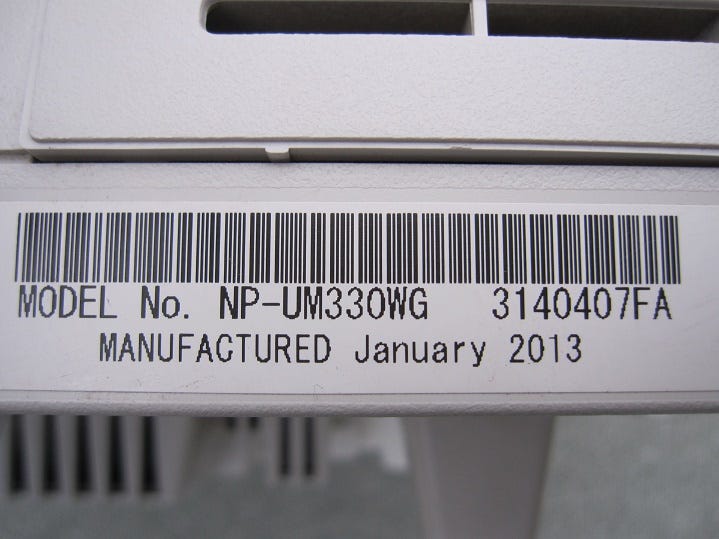 MODEL No. NP-UM330WG 3140407FA
MANUFACTURED January 2013